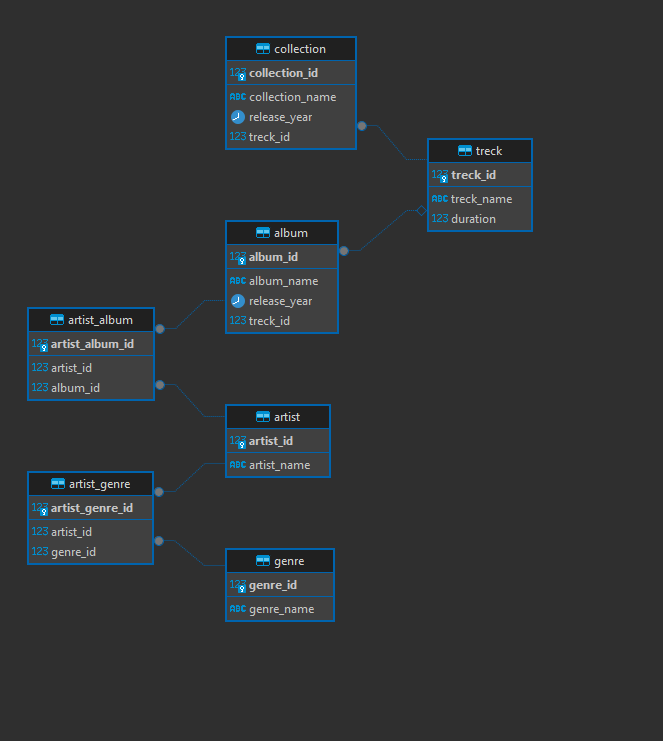 collection
123 collection_id
ABC collection_name
release_year
123 treck_id
treck
123 treck_id
ABC treck_name
123 duration
album
123 album_id
ABC album_name
release_year
123 treck_id
artist_album
123 artist_album_id
123 artist_id
123 album_id
artist
123 artist_id
ABC artist_name
artist_genre
123 artist_genre_id
123 artist_id
123 genre_id
genre
123 genre_id
ABC genre_name